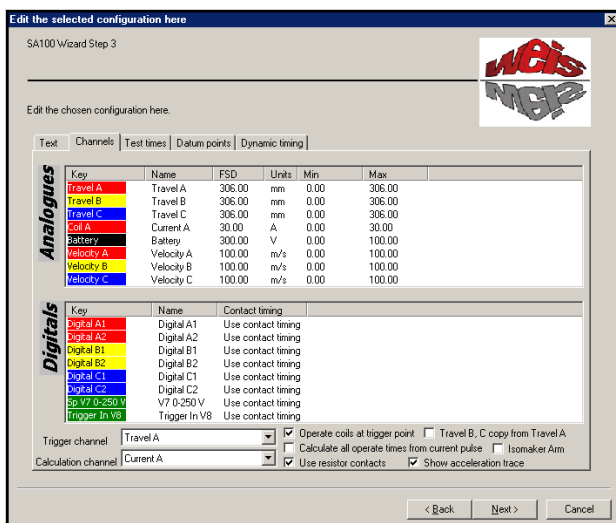 Edit the selected configuration here
SA100 Wizard Step 3
Weis
Weis
Edit the chosen configuration here.
Text Channels Test times Datum points Dynamic timing
Analogues
Key Name FSD Units Min Max
Travel A Travel A 306.00 mm 0.00 306.00
Travel B Travel B 306.00 mm 0.00 306.00
Travel C Travel C 306.00 mm 0.00 306.00
Coil A Current A 30.00 A 0.00 30.00
Battery Battery 300.00 V 0.00 100.00
Velocity A Velocity A 100.00 m/s 0.00 100.00
Velocity B Velocity B 100.00 m/s 0.00 100.00
Velocity C Velocity C 100.00 m/s 0.00 100.00
Digitals
Key Name Contact timing
Digital A1 Digital A1 Use contact timing
Digital A2 Digital A2 Use contact timing
Digital B1 Digital B1 Use contact timing
Digital B2 Digital B2 Use contact timing
Digital C1 Digital C1 Use contact timing
Digital C2 Digital C2 Use contact timing
Sp V7 0-250 V V7 0-250 V Use contact timing
Trigger In V8 Trigger In V8 Use contact timing
Trigger channel Travel A Operate coils at trigger point Travel B, C copy from Travel A
Calculate all operate times from current pulse Isomaker Arm
Calculation channel Current A Use resistor contacts Show acceleration trace
< Back Next > Cancel